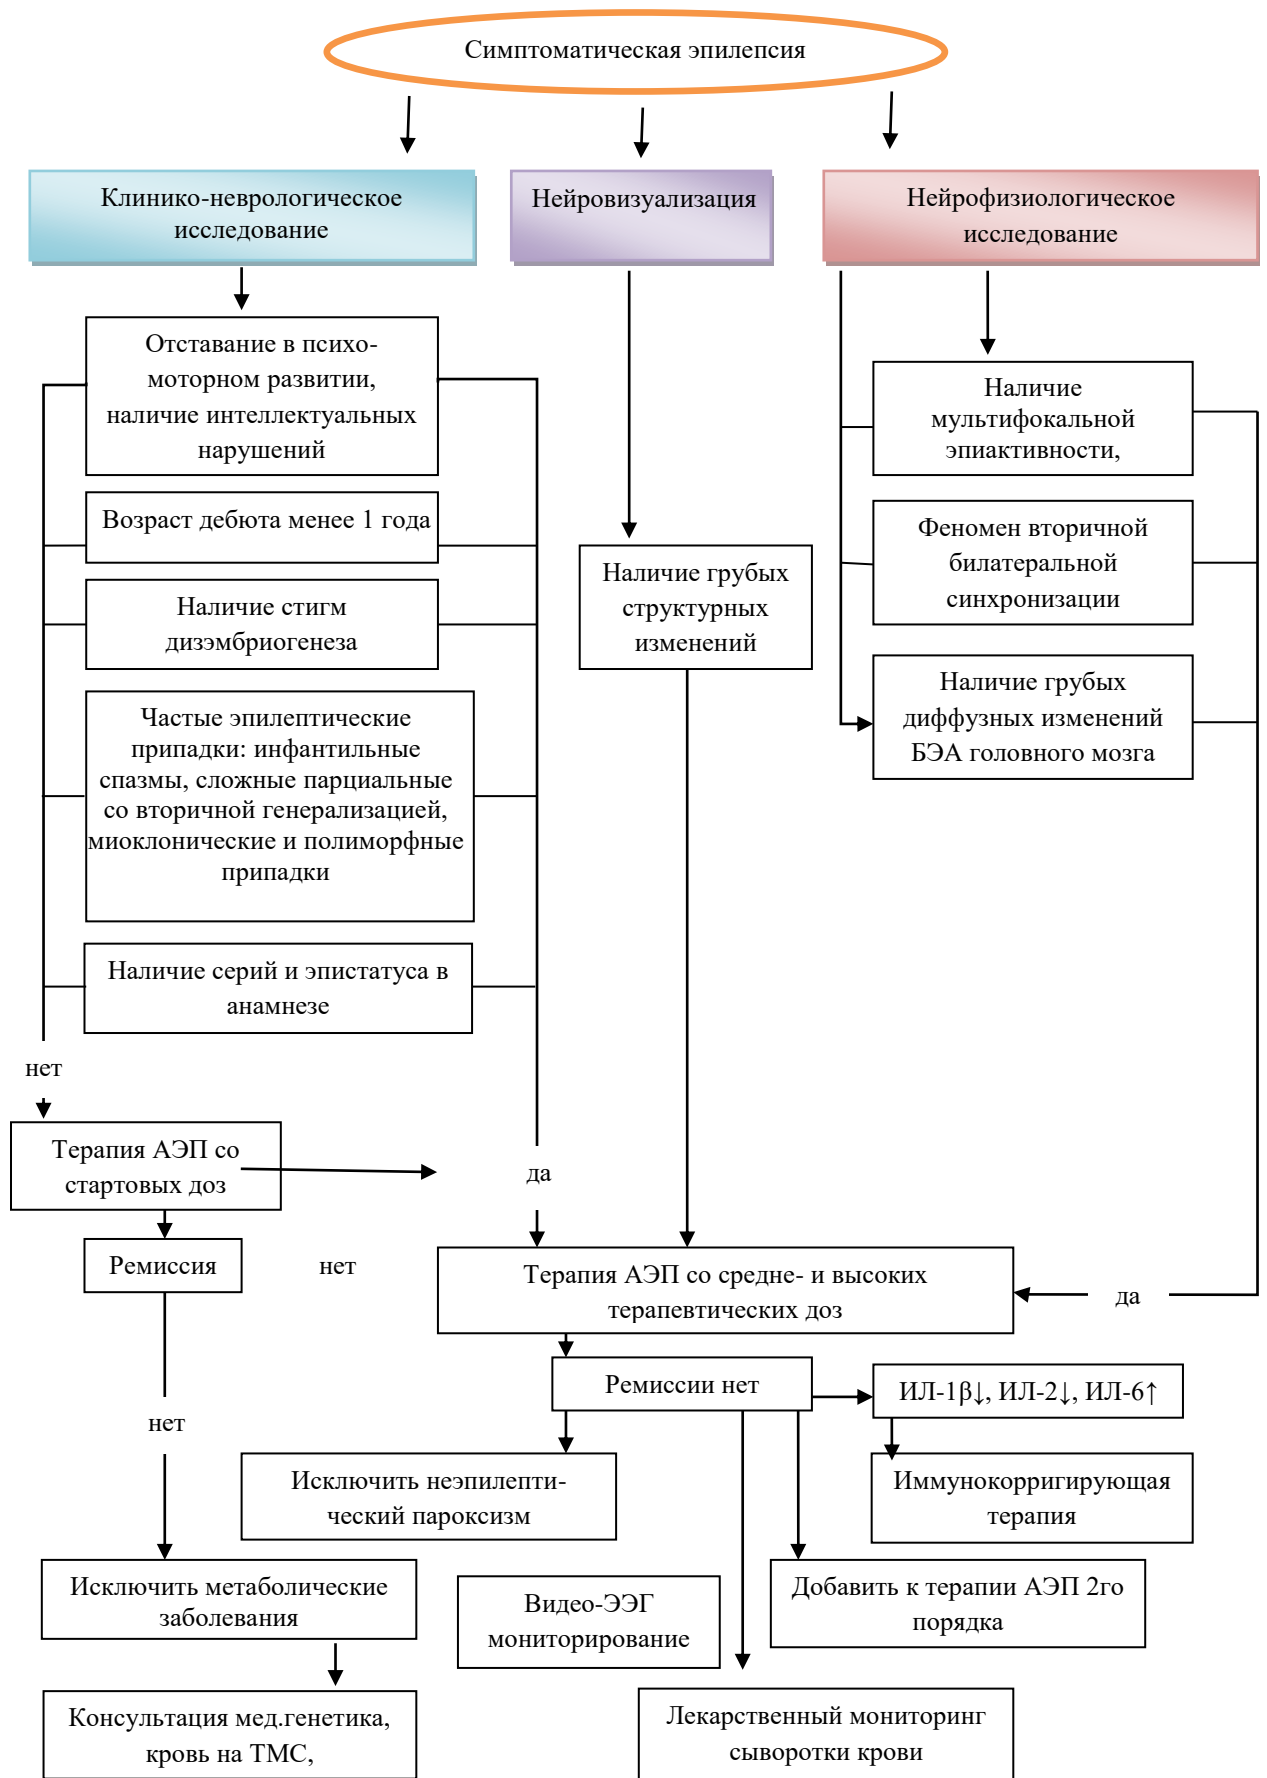 Симптоматическая эпилепсия
Клинико-неврологическое
исследование
Нейровизуализация
Нейрофизиологическое
исследование
Отставание в психо-
моторном развитии,
наличие интеллектуальных
нарушений
Возраст дебюта менее 1 года
Наличие стигм
дизэмбриогенеза
Частые эпилептические
припадки: инфантильные
спазмы, сложные парциальные
со вторичной генерализацией,
миоклонические и полиморфные
припадки
Наличие серий и эпистатуса в
анамнезе
Наличие грубых
структурных
изменений
Наличие
мультифокальной
эпиактивности,
Феномен вторичной
билатеральной
синхронизации
Наличие грубых
диффузных изменений
БЭА головного мозга
нет
Терапия АЭП со
стартовых доз
да
Ремиссия
нет
Терапия АЭП со средне- и высоких
терапевтических доз
да
Ремиссии нет
ИЛ-1β↓, ИЛ-2↓, ИЛ-6↑
нет
Исключить неэпилепти-
ческий пароксизм
Иммунокорригирующая
терапия
Исключить метаболические
заболевания
Видео-ЭЭГ
мониторирование
Добавить к терапии АЭП 2го
порядка
Консультация мед.генетика,
кровь на ТМС,
Лекарственный мониторинг
сыворотки крови